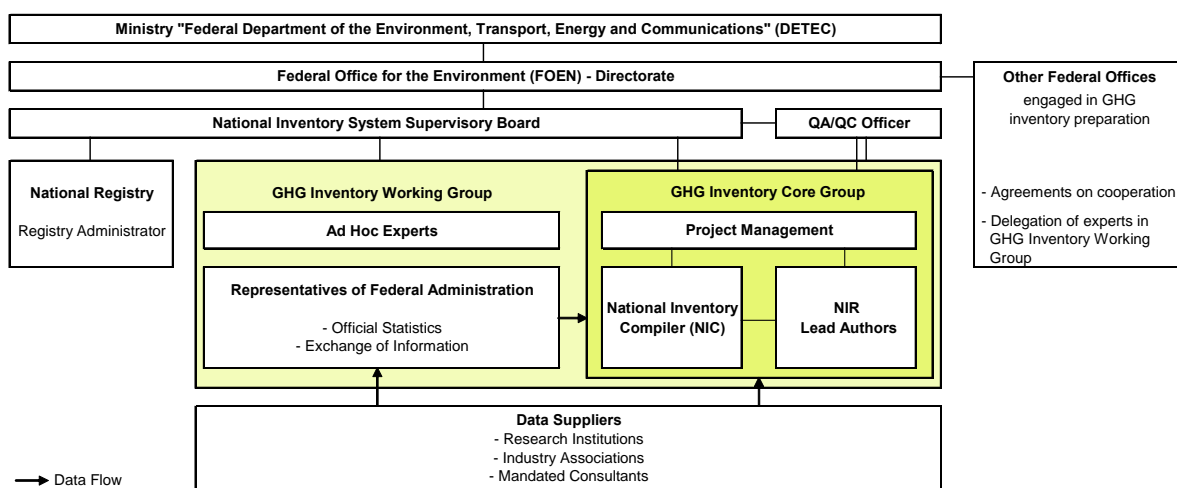 Ministry "Federal Department of the Environment, Transport, Energy and Communications" (DETEC)
Federal Office for the Environment (FOEN) - Directorate
Other Federal Offices
engaged in GHG
inventory preparation
- Agreements on cooperation
- Delegation of experts in
GHG Inventory Working
Group
National Inventory System Supervisory Board
QA/QC Officer
National Registry
Registry Administrator
GHG Inventory Working Group
Ad Hoc Experts
Representatives of Federal Administration
- Official Statistics
- Exchange of Information
GHG Inventory Core Group
Project Management
National Inventory
Compiler (NIC)
NIR
Lead Authors
Data Suppliers
- Research Institutions
- Industry Associations
- Mandated Consultants
Data Flow